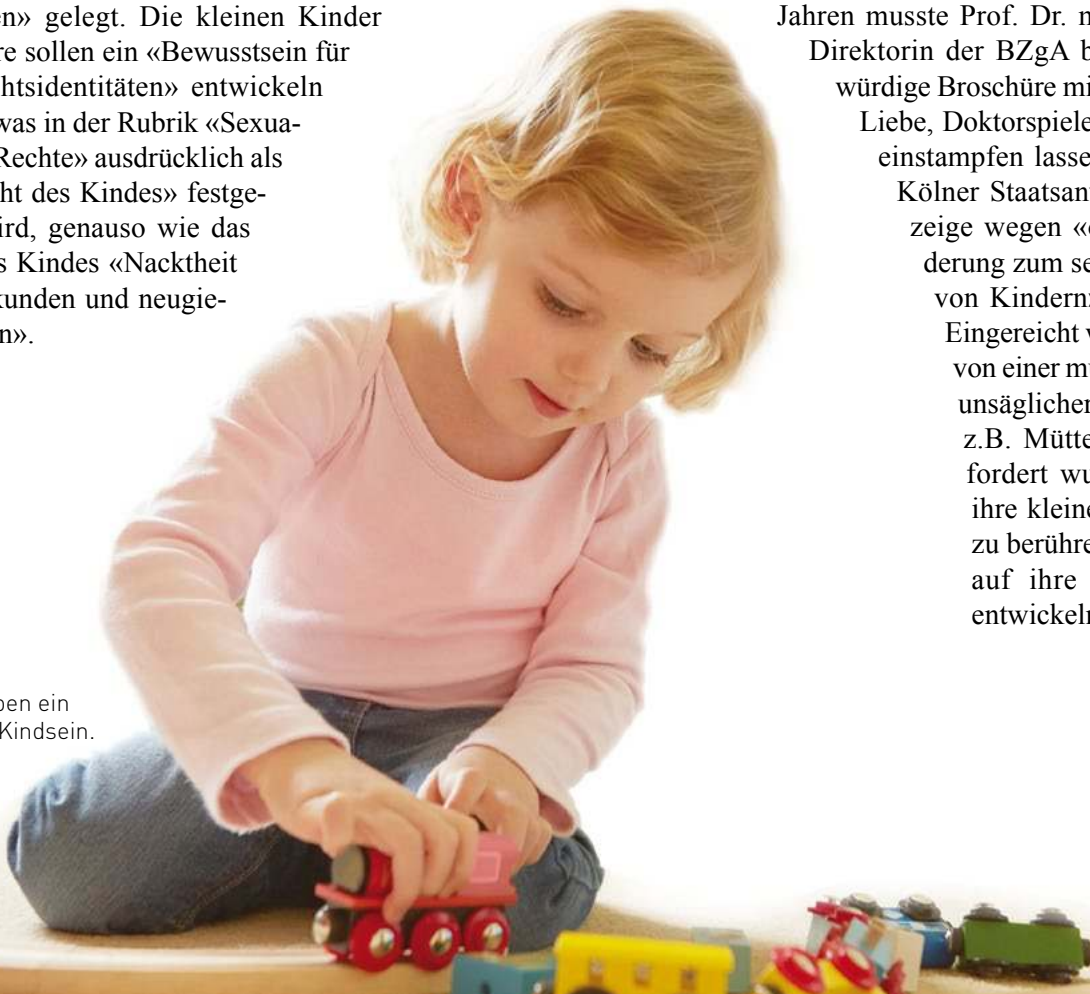 en» gelegt. Die kleinen Kinder
re sollen ein «Bewusstsein für
htsidentitäten» entwickeln
was in der Rubrik «Sexua-
Rechte» ausdrücklich als
ht des Kindes» festge-
ird, genauso wie das
s Kindes «Nacktheit
kunden und neugie-
n».
ben ein
Kindsein.
Jahren musste Prof. Dr. m
Direktorin der BZgA b
würdige Broschüre mi
Liebe, Doktorspiele
einstampfen lasse
Kölner Staatsan
zeige wegen «
derung zum se
von Kindern
Eingereicht
von einer m
unsägliche
z.B. Mütte
fordert wu
ihre kleine
zu berühre
auf ihre
entwickeln